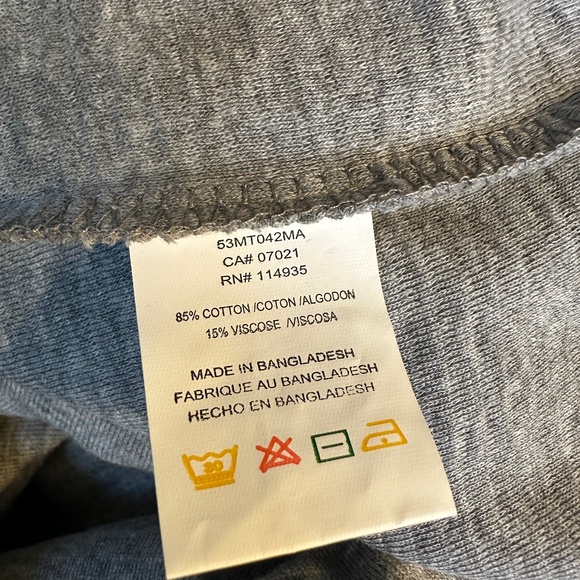 53MT042MA
CA# 07021
RN# 114935
85% COTTON /COTON /ALGODON
15% VISCOSE /VISCOSA
MADE IN BANGLADESH
FABRIQUE AU BANGLADESH
HECHO EN BANGLADESH
30